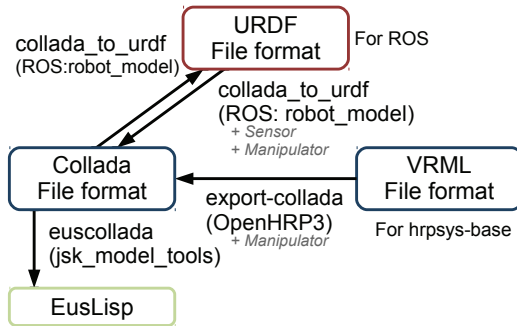 URDF
File format
For ROS
collada_to_urdf
(ROS:robot_model)
collada_to_urdf
(ROS: robot_model)
+ Sensor
+ Manipulator
Collada
File format
VRML
File format
export-collada
(OpenHRP3)
+ Manipulator
For hrpsys-base
euscollada
(jsk_model_tools)
EusLisp